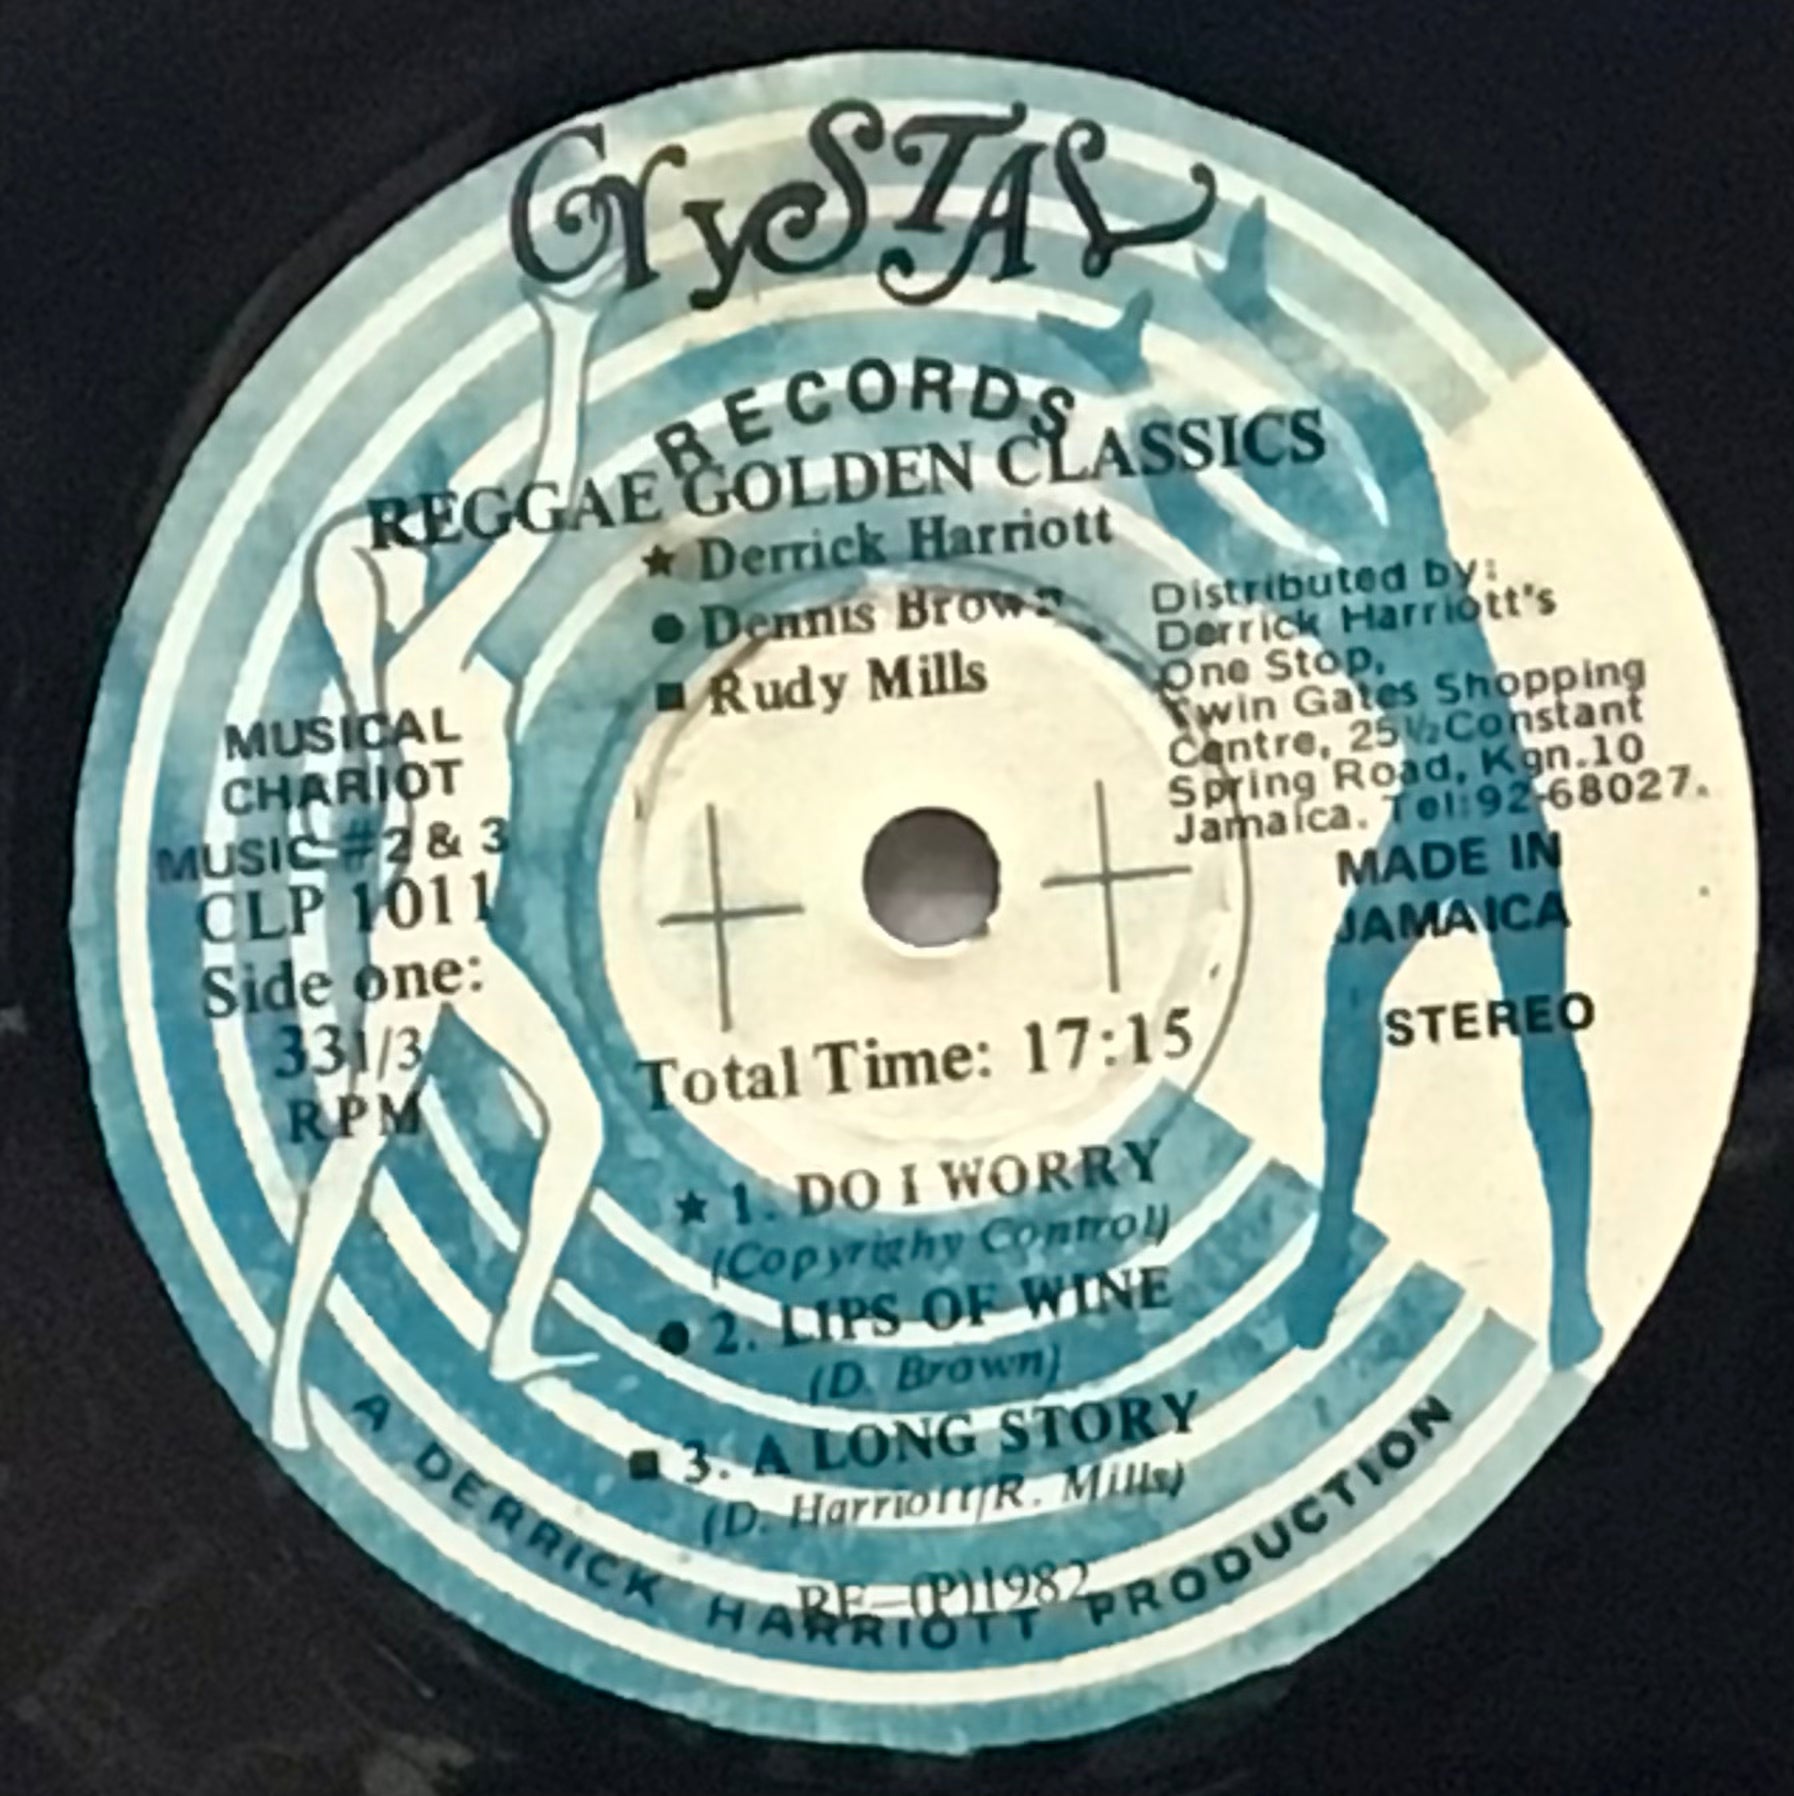 CrySTAL
RECORDS
REGGAE GOLDEN CLASSICS
★ Derrick Harriott
● Dennis Brown
■ Rudy Mills
MUSICAL
CHARIOT
MUSIC #2 & 3
CLP 1011
Side one:
331/3
RPM
Distributed by:
Derrick Harriott's
One Stop,
Twin Gates Shopping
Centre, 25½ Constant
Spring Road, Kgn.10
Jamaica. Tel:92-68027.
MADE IN
JAMAICA
STEREO
Total Time: 17:15
★ 1. DO I WORRY
(Copyrighy Control)
● 2. LIPS OF WINE
(D. Brown)
■ 3. A LONG STORY
(D. Harriott/R. Mills)
RE-(P)1982
A DERRICK HARRIOTT PRODUCTION